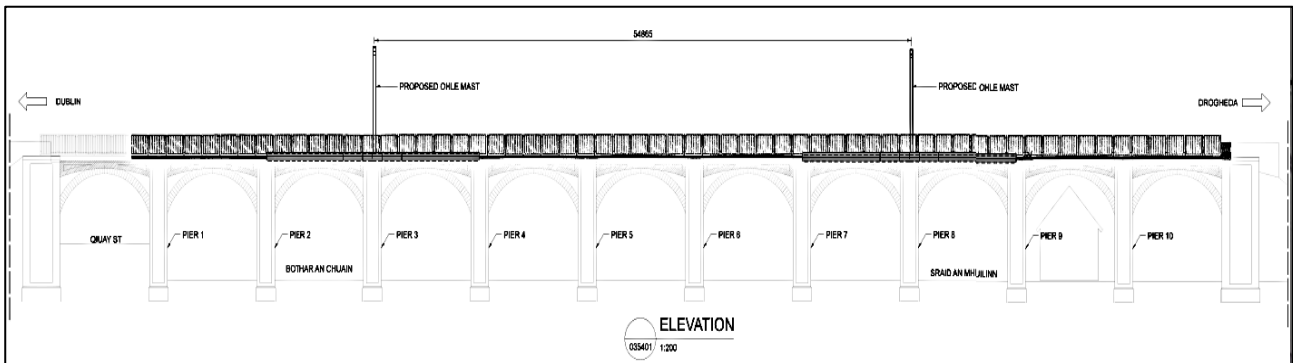 54865
PROPOSED OHLE MAST
PROPOSED OHLE MAST
DUBLIN
DROGHEDA
QUAY ST
PIER 1
PIER 2
PIER 3
PIER 4
PIER 5
PIER 6
PIER 7
PIER 8
PIER 9
PIER 10
BOTHAR AN CHUAIN
SRAID AN MHUILINN
ELEVATION
035401
1:200